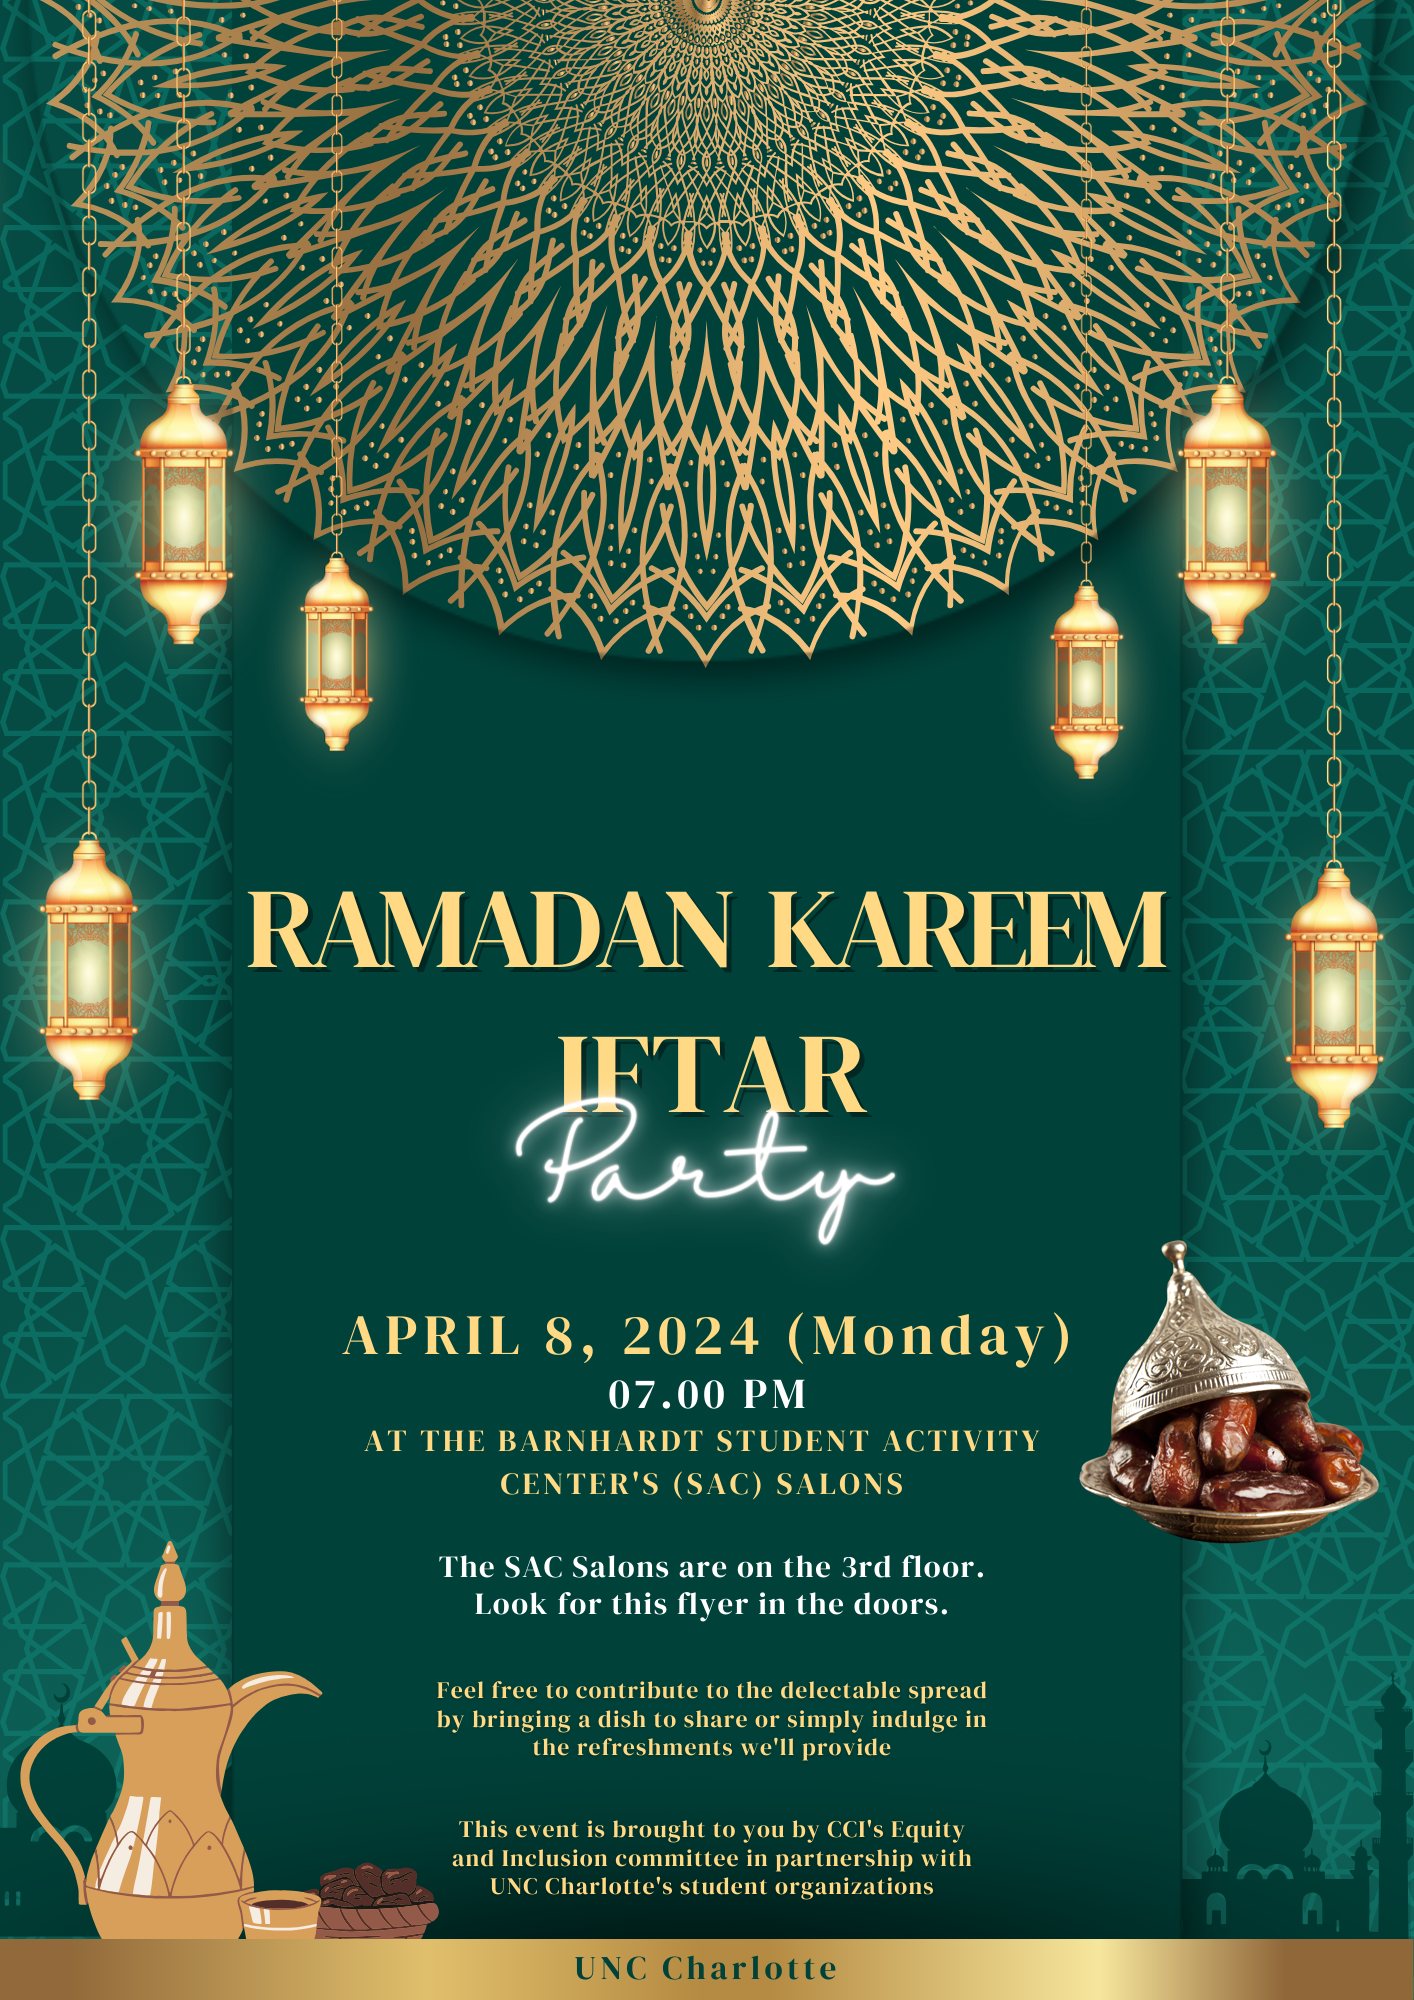 RAMADAN KAREEM
IFTAR
Party
APRIL 8, 2024 (Monday)
07.00 PM
AT THE BARNHARDT STUDENT ACTIVITY
CENTER'S (SAC) SALONS
The SAC Salons are on the 3rd floor.
Look for this flyer in the doors.
Feel free to contribute to the delectable spread
by bringing a dish to share or simply indulge in
the refreshments we'll provide
This event is brought to you by CCI's Equity
and Inclusion committee in partnership with
UNC Charlotte's student organizations
UNC Charlotte